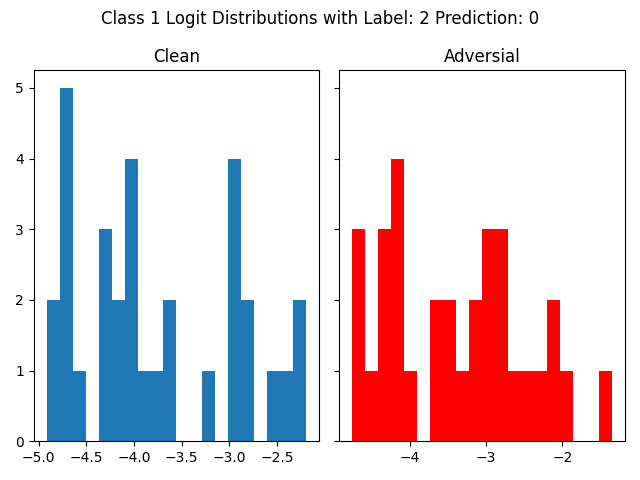 Class 1 Logit Distributions with Label: 2 Prediction: 0
Clean
Adversial
5
4
3
2
1
0
−5.0 −4.5 −4.0 −3.5 −3.0 −2.5
−4 −3 −2